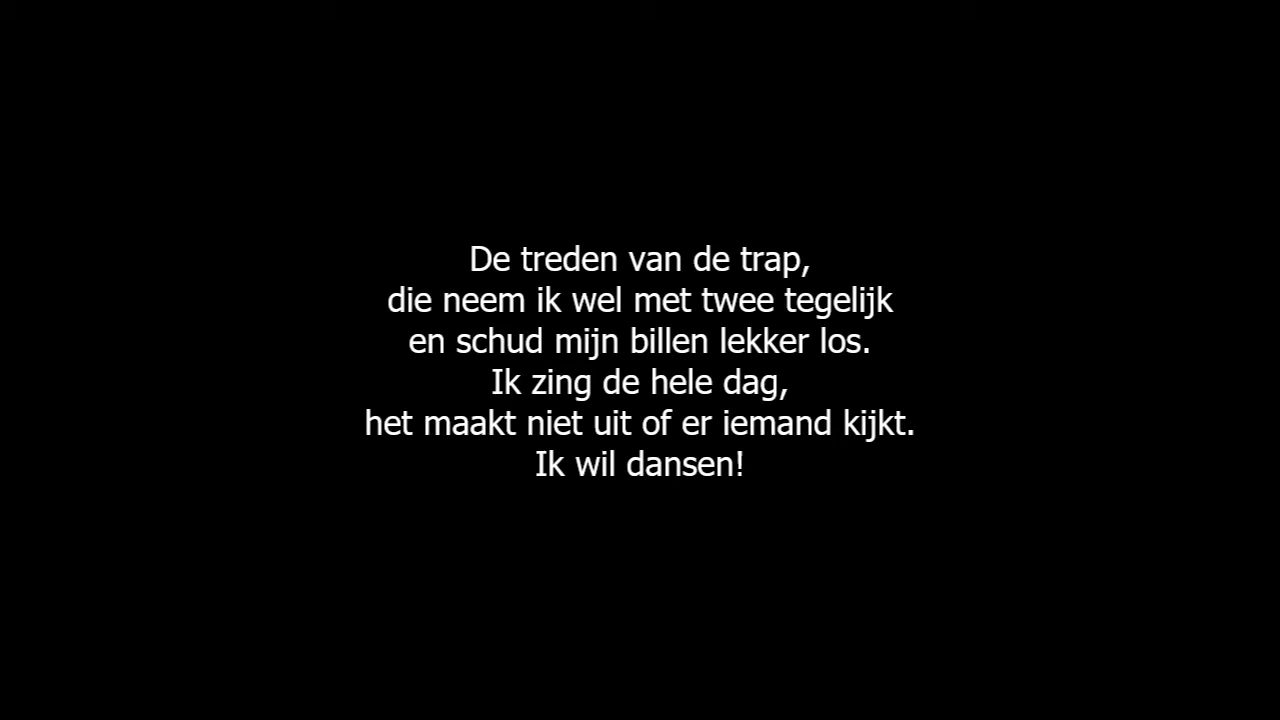 De treden van de trap,
die neem ik wel met twee tegelijk
en schud mijn billen lekker los.
Ik zing de hele dag,
het maakt niet uit of er iemand kijkt.
Ik wil dansen!